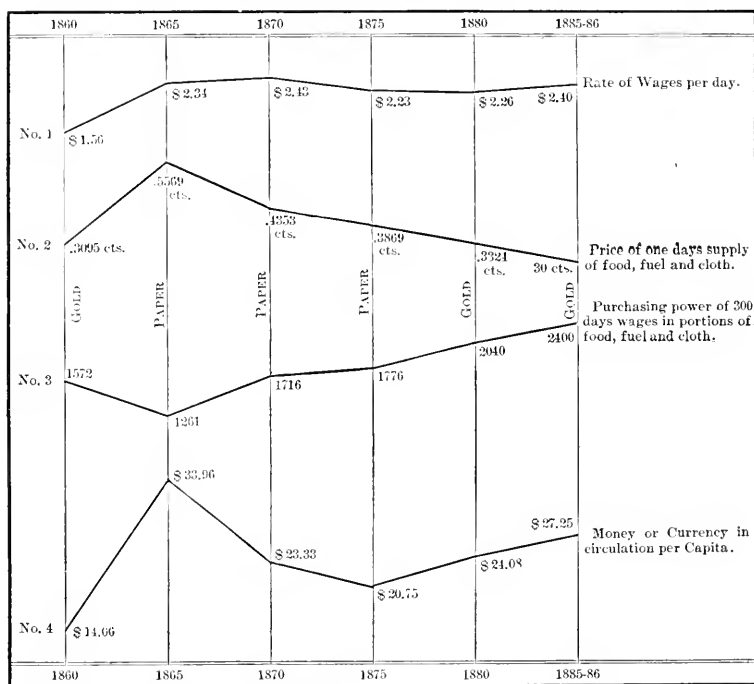 1860 1865 1870 1875 1880 1885-86
Rate of Wages per day.
$ 2.34 $ 2.43 $ 2.23 $ 2.26 $ 2.40
No. 1
$ 1.56
.5569
cts.
.4353
cts.
.3869
cts.
No. 2
.3095 cts.
.3324
cts.
30 cts.
Price of one days supply
of food, fuel and cloth.
GOLD PAPER PAPER PAPER GOLD GOLD
Purchasing power of 300
days wages in portions of
food, fuel and cloth.
2400
2040
1572
No. 3
1716
1776
1261
$ 33.96
$ 27.25
Money or Currency in
circulation per Capita.
$ 23.33
$ 24.08
$ 20.75
No. 4
$ 14.06
1860 1865 1870 1875 1880 1885-86